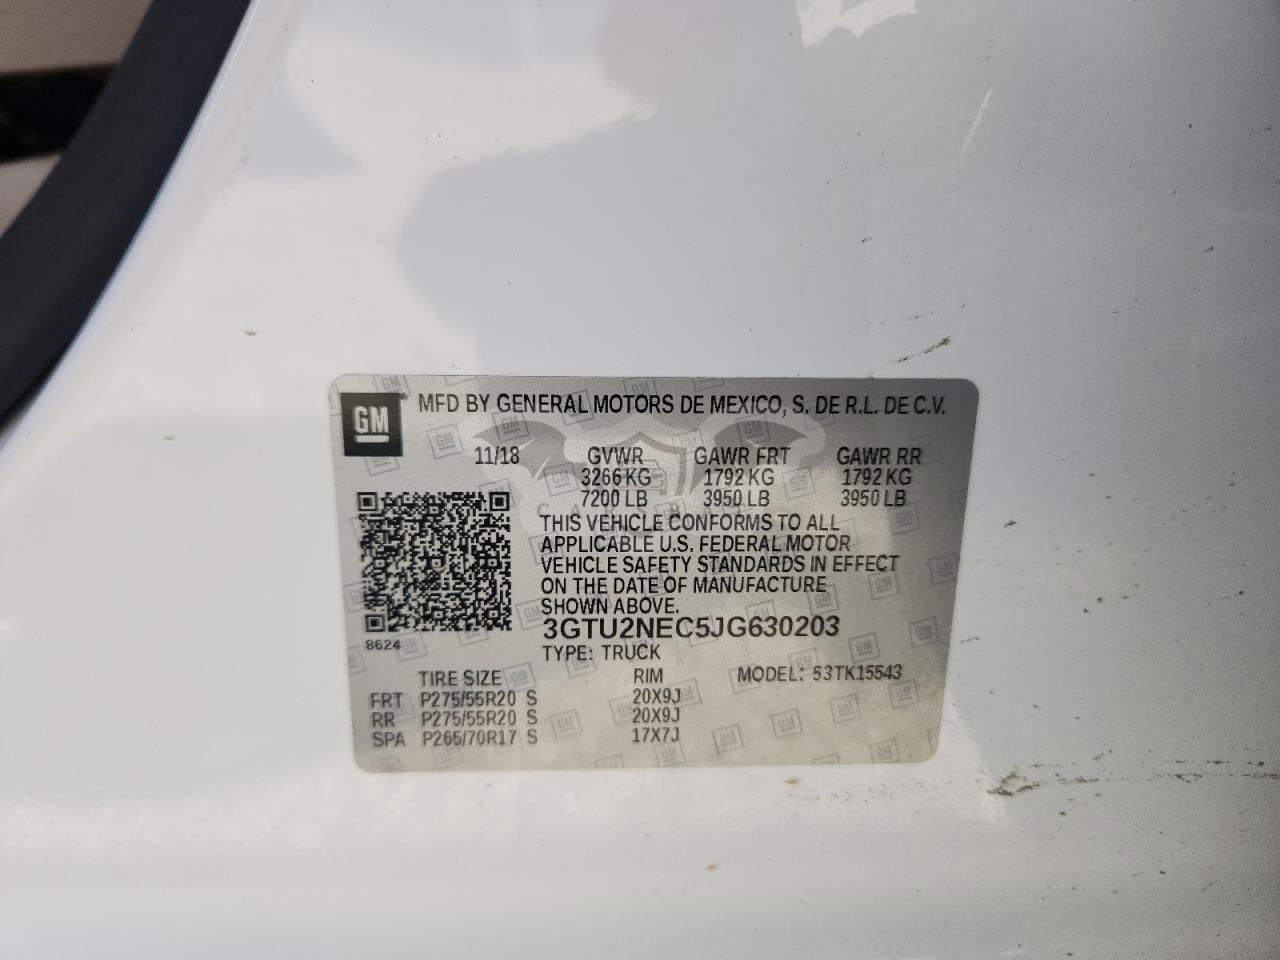 GM
MFD BY GENERAL MOTORS DE MEXICO, S. DE R.L. DE C.V.
11/18 GVWR GAWR FRT GAWR RR
3266 KG 1792 KG 1792 KG
7200 LB 3950 LB 3950 LB
THIS VEHICLE CONFORMS TO ALL
APPLICABLE U.S. FEDERAL MOTOR
VEHICLE SAFETY STANDARDS IN EFFECT
ON THE DATE OF MANUFACTURE
SHOWN ABOVE.
3GTU2NEC5JG630203
8624
TYPE: TRUCK
TIRE SIZE RIM MODEL: 53TK15543
FRT P275/55R20 S 20X9J
RR P275/55R20 S 20X9J
SPA P265/70R17 S 17X7J